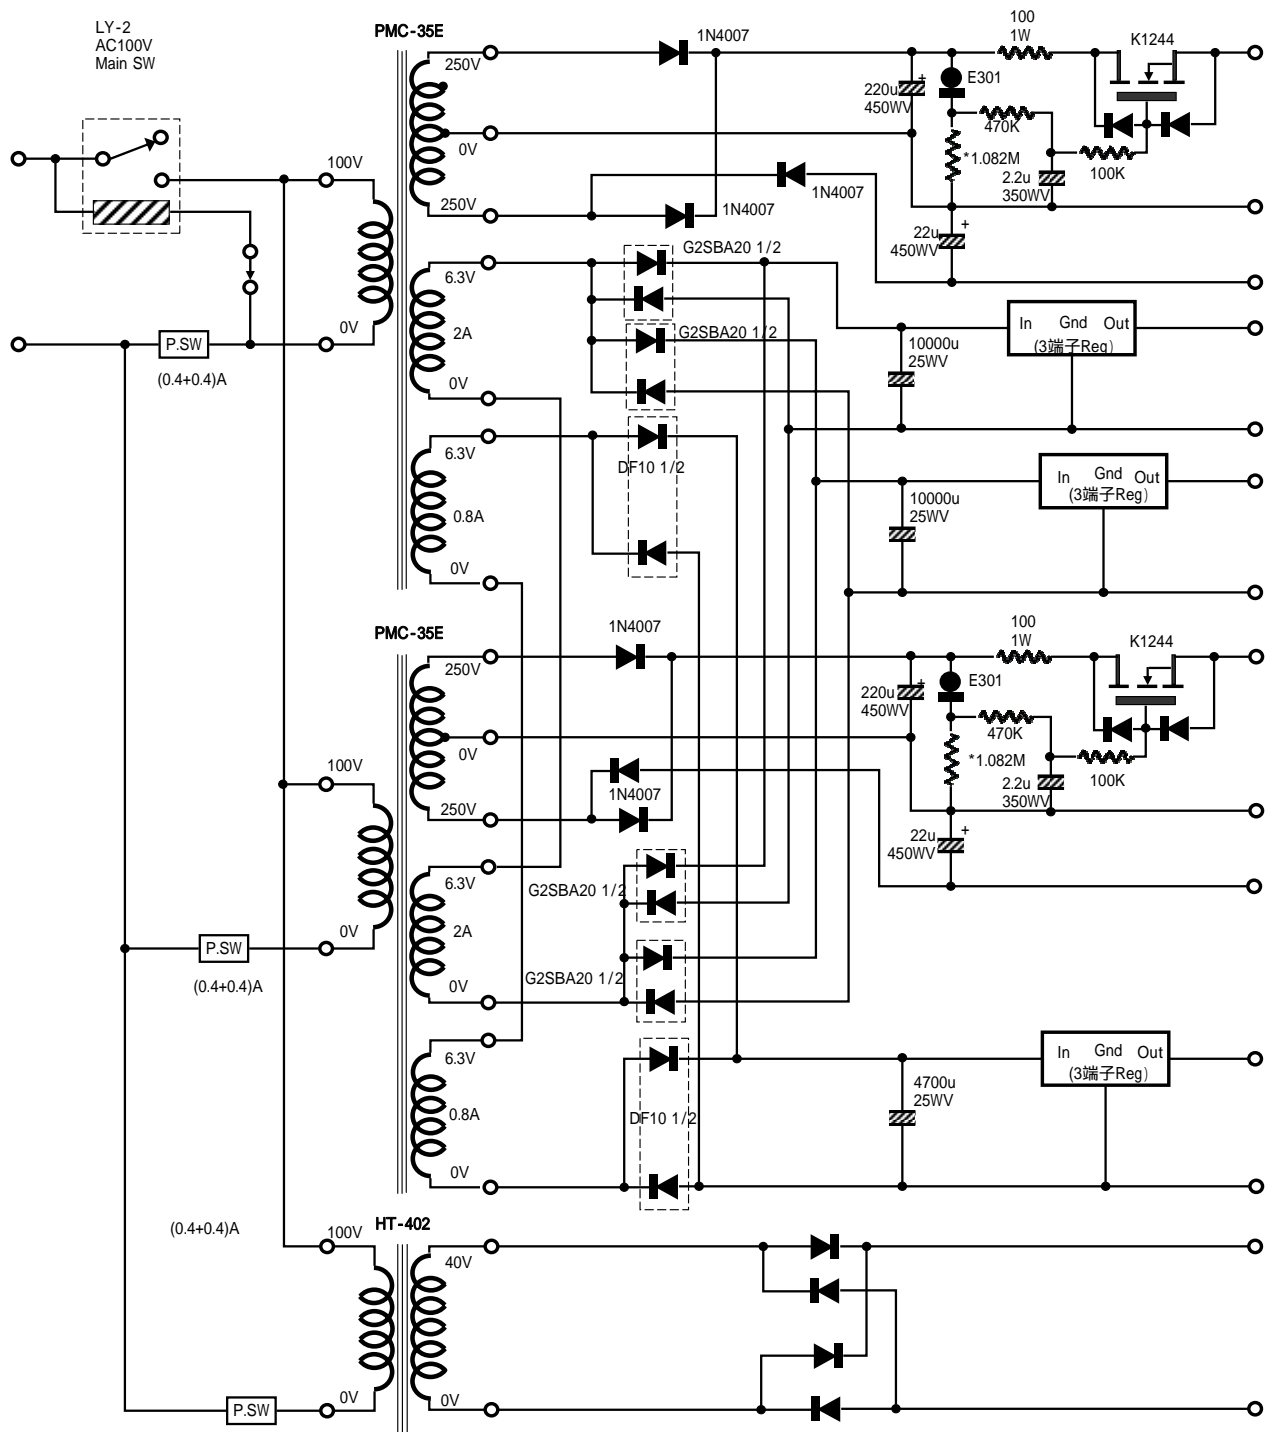 LY-2
AC100V
Main SW
PMC-35E
1N4007
100
1W
K1244
250V
220u
450WV
+
E301
470K
0V
100V
*1.082M
100K
2.2u
350WV
1N4007
250V
1N4007
22u
450WV
+
G2SBA20 1/2
6.3V
2A
0V
G2SBA20 1/2
In Gnd Out
(3端子Reg)
10000u
25WV
0V
P.SW
(0.4+0.4)A
6.3V
DF10 1/2
0.8A
0V
In Gnd Out
(3端子Reg)
10000u
25WV
PMC-35E
1N4007
100
1W
K1244
250V
220u
450WV
+
E301
470K
0V
100V
*1.082M
100K
2.2u
350WV
1N4007
250V
22u
450WV
+
6.3V
G2SBA20 1/2
2A
0V
P.SW
(0.4+0.4)A
G2SBA20 1/2
0V
6.3V
0.8A
DF10 1/2
0V
In Gnd Out
(3端子Reg)
4700u
25WV
(0.4+0.4)A
HT-402
100V
40V
0V
P.SW
0V